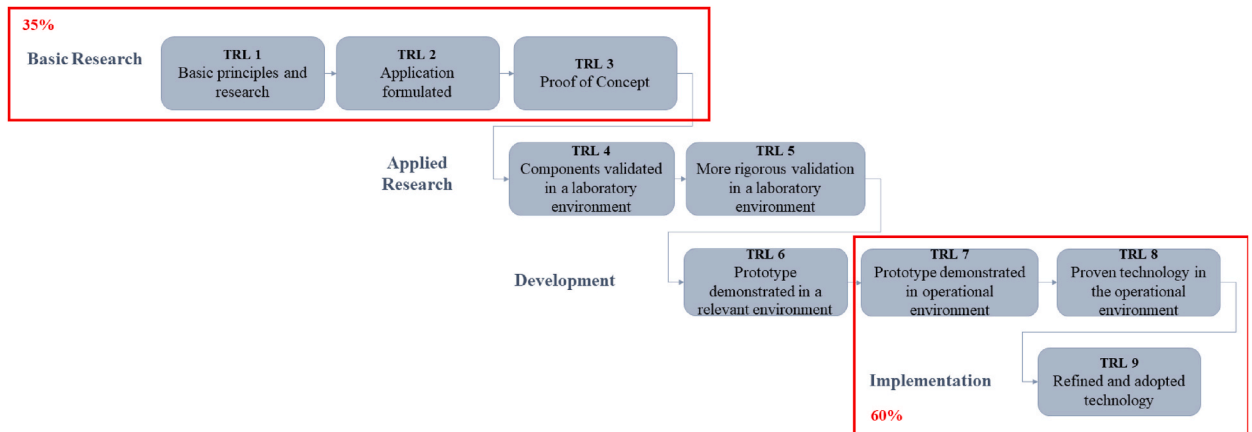 35%
Basic Research
TRL 1
Basic principles and
research
TRL 2
Application
formulated
TRL 3
Proof of Concept
Applied
Research
TRL 4
Components validated
in a laboratory
environment
TRL 5
More rigorous validation
in a laboratory
environment
Development
TRL 6
Prototype
demonstrated in a
relevant environment
TRL 7
Prototype demonstrated
in operational
environment
TRL 8
Proven technology in
the operational
environment
Implementation
TRL 9
Refined and adopted
technology
60%